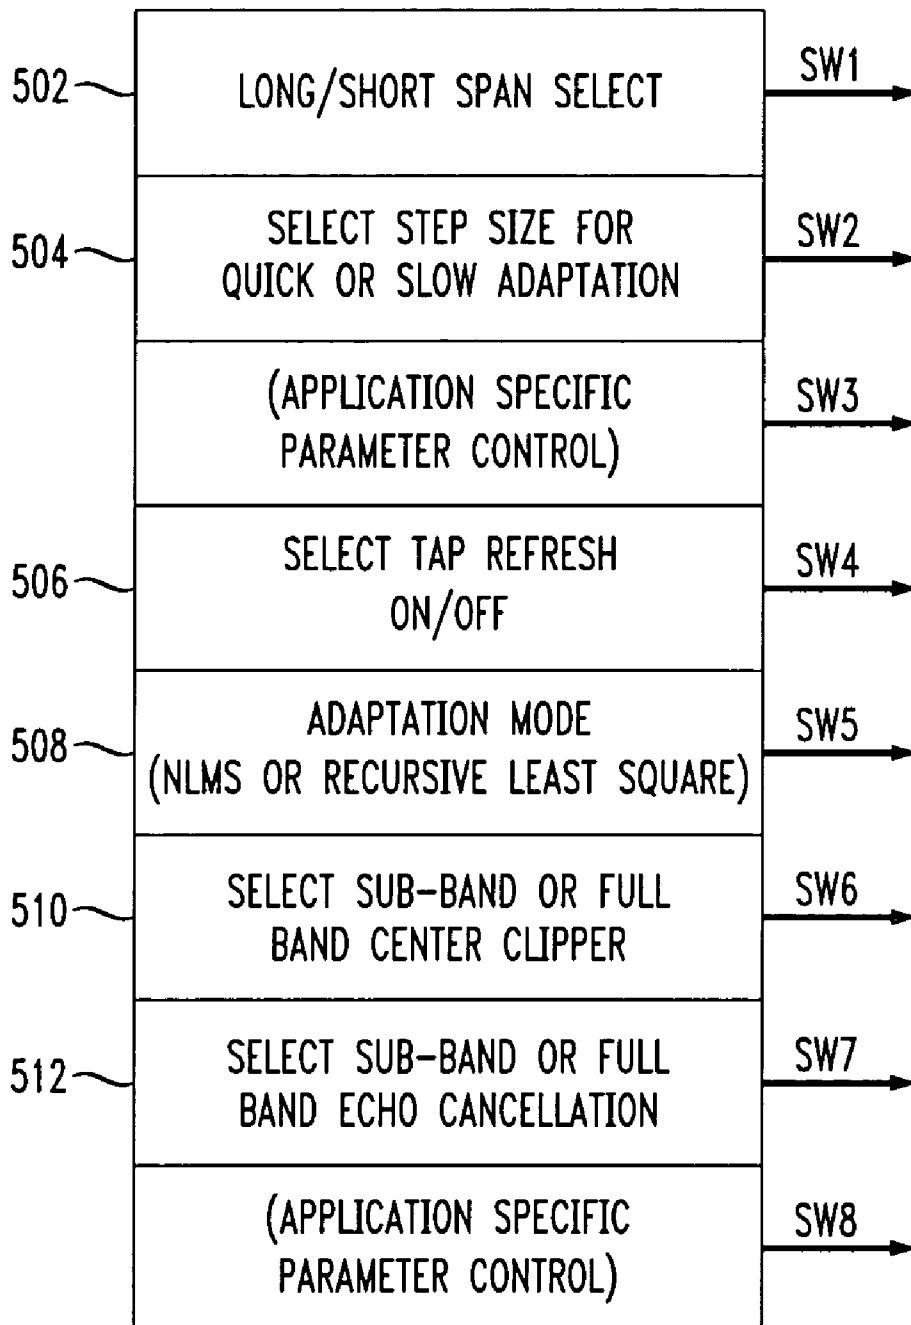 502 LONG/SHORT SPAN SELECT SW1
504 SELECT STEP SIZE FOR
QUICK OR SLOW ADAPTATION SW2
(APPLICATION SPECIFIC
PARAMETER CONTROL) SW3
506 SELECT TAP REFRESH
ON/OFF SW4
508 ADAPTATION MODE
(NLMS OR RECURSIVE LEAST SQUARE) SW5
510 SELECT SUB-BAND OR FULL
BAND CENTER CLIPPER SW6
512 SELECT SUB-BAND OR FULL
BAND ECHO CANCELLATION SW7
(APPLICATION SPECIFIC
PARAMETER CONTROL) SW8